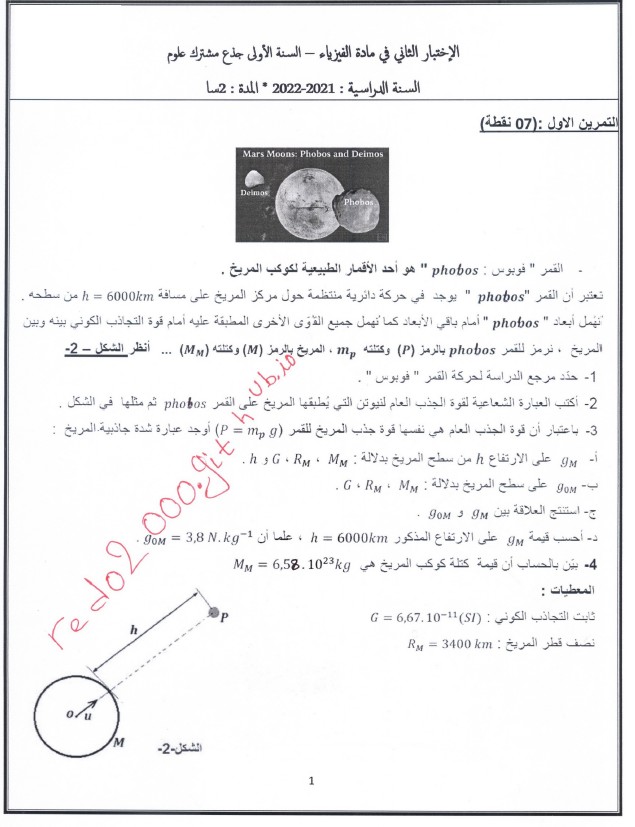 الإختبار الثاني في مادة الفيزياء – السنة الأولى جذع مشترك علوم
السنة الدراسية : 2021-2022 * المدة : 2سا
التمرين الاول :(07 نقطة)
Mars Moons: Phobos and Deimos
Deimos
Phobos
- القمر " فوبوس : phobos " هو أحد الأقمار الطبيعية لكوكب المريخ .
تعتبر أن القمر "phobos " يوجد في حركة دائرية منتظمة حول مركز المريخ على مسافة h = 6000km من سطحه .
نهمل أبعاد " phobos " أمام باقي الأبعاد كما نهمل جميع القوى الأخرى المطبقة عليه أمام قوة التجاذب الكوني بينه وبين
المريخ ، نرمز للقمر phobos بالرمز (P) وكتلته m_p ، المريخ بالرمز (M) وكتلته (M_M) ... أنظر الشكل – 2-
1- حدد مرجع الدراسة لحركة القمر " فوبوس " .
2- أكتب العبارة الشعاعية لقوة الجذب العام لنيوتن التي يُطبقها المريخ على القمر phobos ثم مثلها في الشكل .
3- باعتبار أن قوة الجذب العام هي نفسها قوة جذب المريخ للقمر (P = m_p g) أوجد عبارة شدة جاذبية المريخ :
أ- g_M على الارتفاع h من سطح المريخ بدلالة : M_M ، R_M ، G و h .
ب- g_0M على سطح المريخ بدلالة : M_M ، R_M ، G .
ج- استنتج العلاقة بين g_M و g_0M .
د- أحسب قيمة g_M على الارتفاع المذكور h = 6000km ، علما أن g_0M = 3,8 N.kg⁻¹ .
4- بيّن بالحساب أن قيمة كتلة كوكب المريخ هي M_M = 6,58.10²³kg
المعطيات :
ثابت التجاذب الكوني : G = 6,67.10⁻¹¹(SI)
نصف قطر المريخ : R_M = 3400 km
redo2000.github.io
h
P
O
u
M
الشكل-2-
1